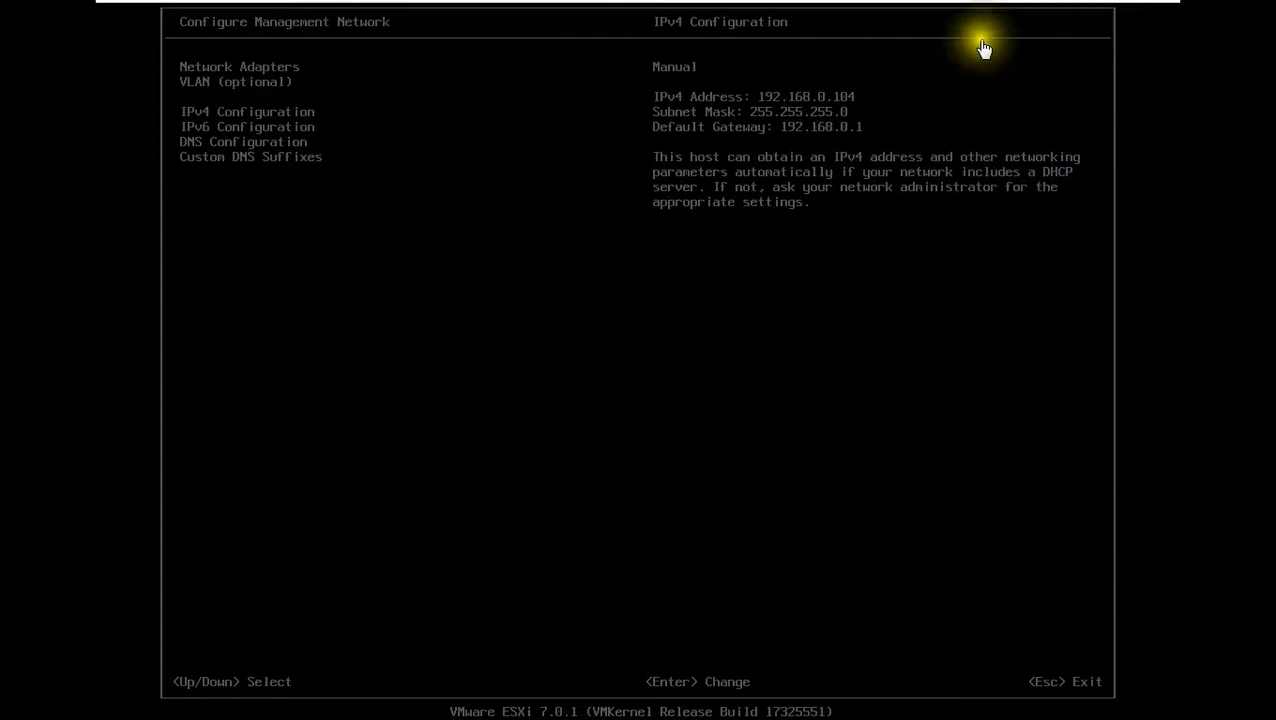 Configure Management Network
IPv4 Configuration
Network Adapters
VLAN (optional)
IPv4 Configuration
IPv6 Configuration
DNS Configuration
Custom DNS Suffixes
Manual
IPv4 Address: 192.168.0.104
Subnet Mask: 255.255.255.0
Default Gateway: 192.168.0.1
This host can obtain an IPv4 address and other networking
parameters automatically if your network includes a DHCP
server. If not, ask your network administrator for the
appropriate settings.
<Up/Down> Select
<Enter> Change
<Esc> Exit
VMware ESXi 7.0.1 (VMKernel Release Build 17325551)